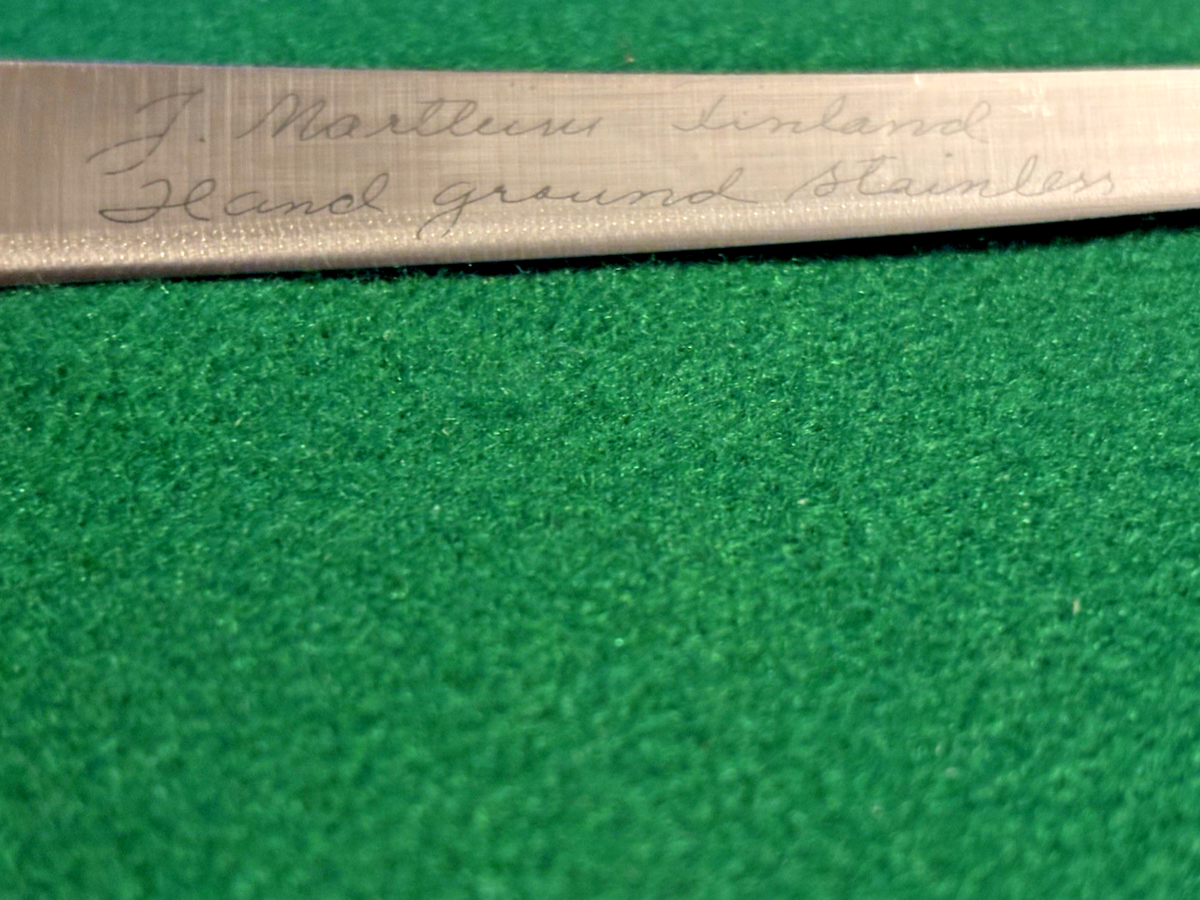 J. Marttiini Finland
Hand ground stainless